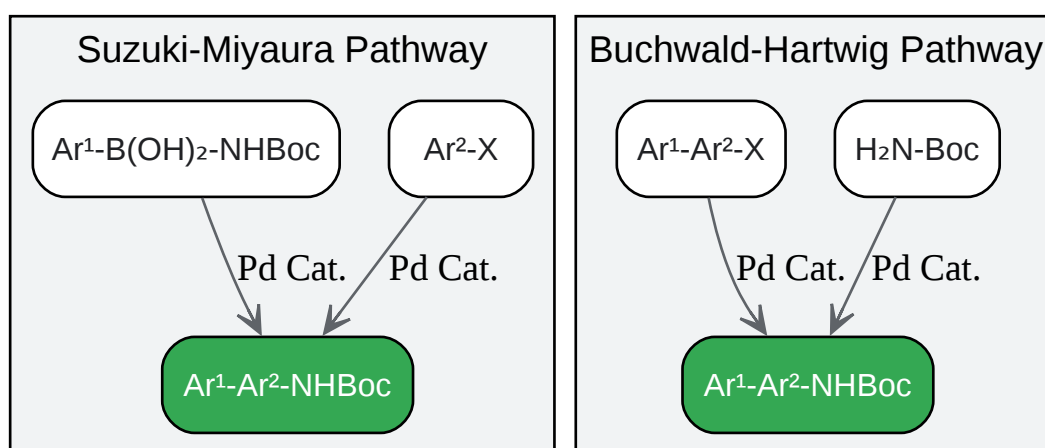 Suzuki-Miyaura Pathway
Ar¹-B(OH)₂-NHBoc
Ar²-X
Pd Cat.
Pd Cat.
Ar¹-Ar²-NHBoc
Buchwald-Hartwig Pathway
Ar¹-Ar²-X
H₂N-Boc
Pd Cat.
Pd Cat.
Ar¹-Ar²-NHBoc